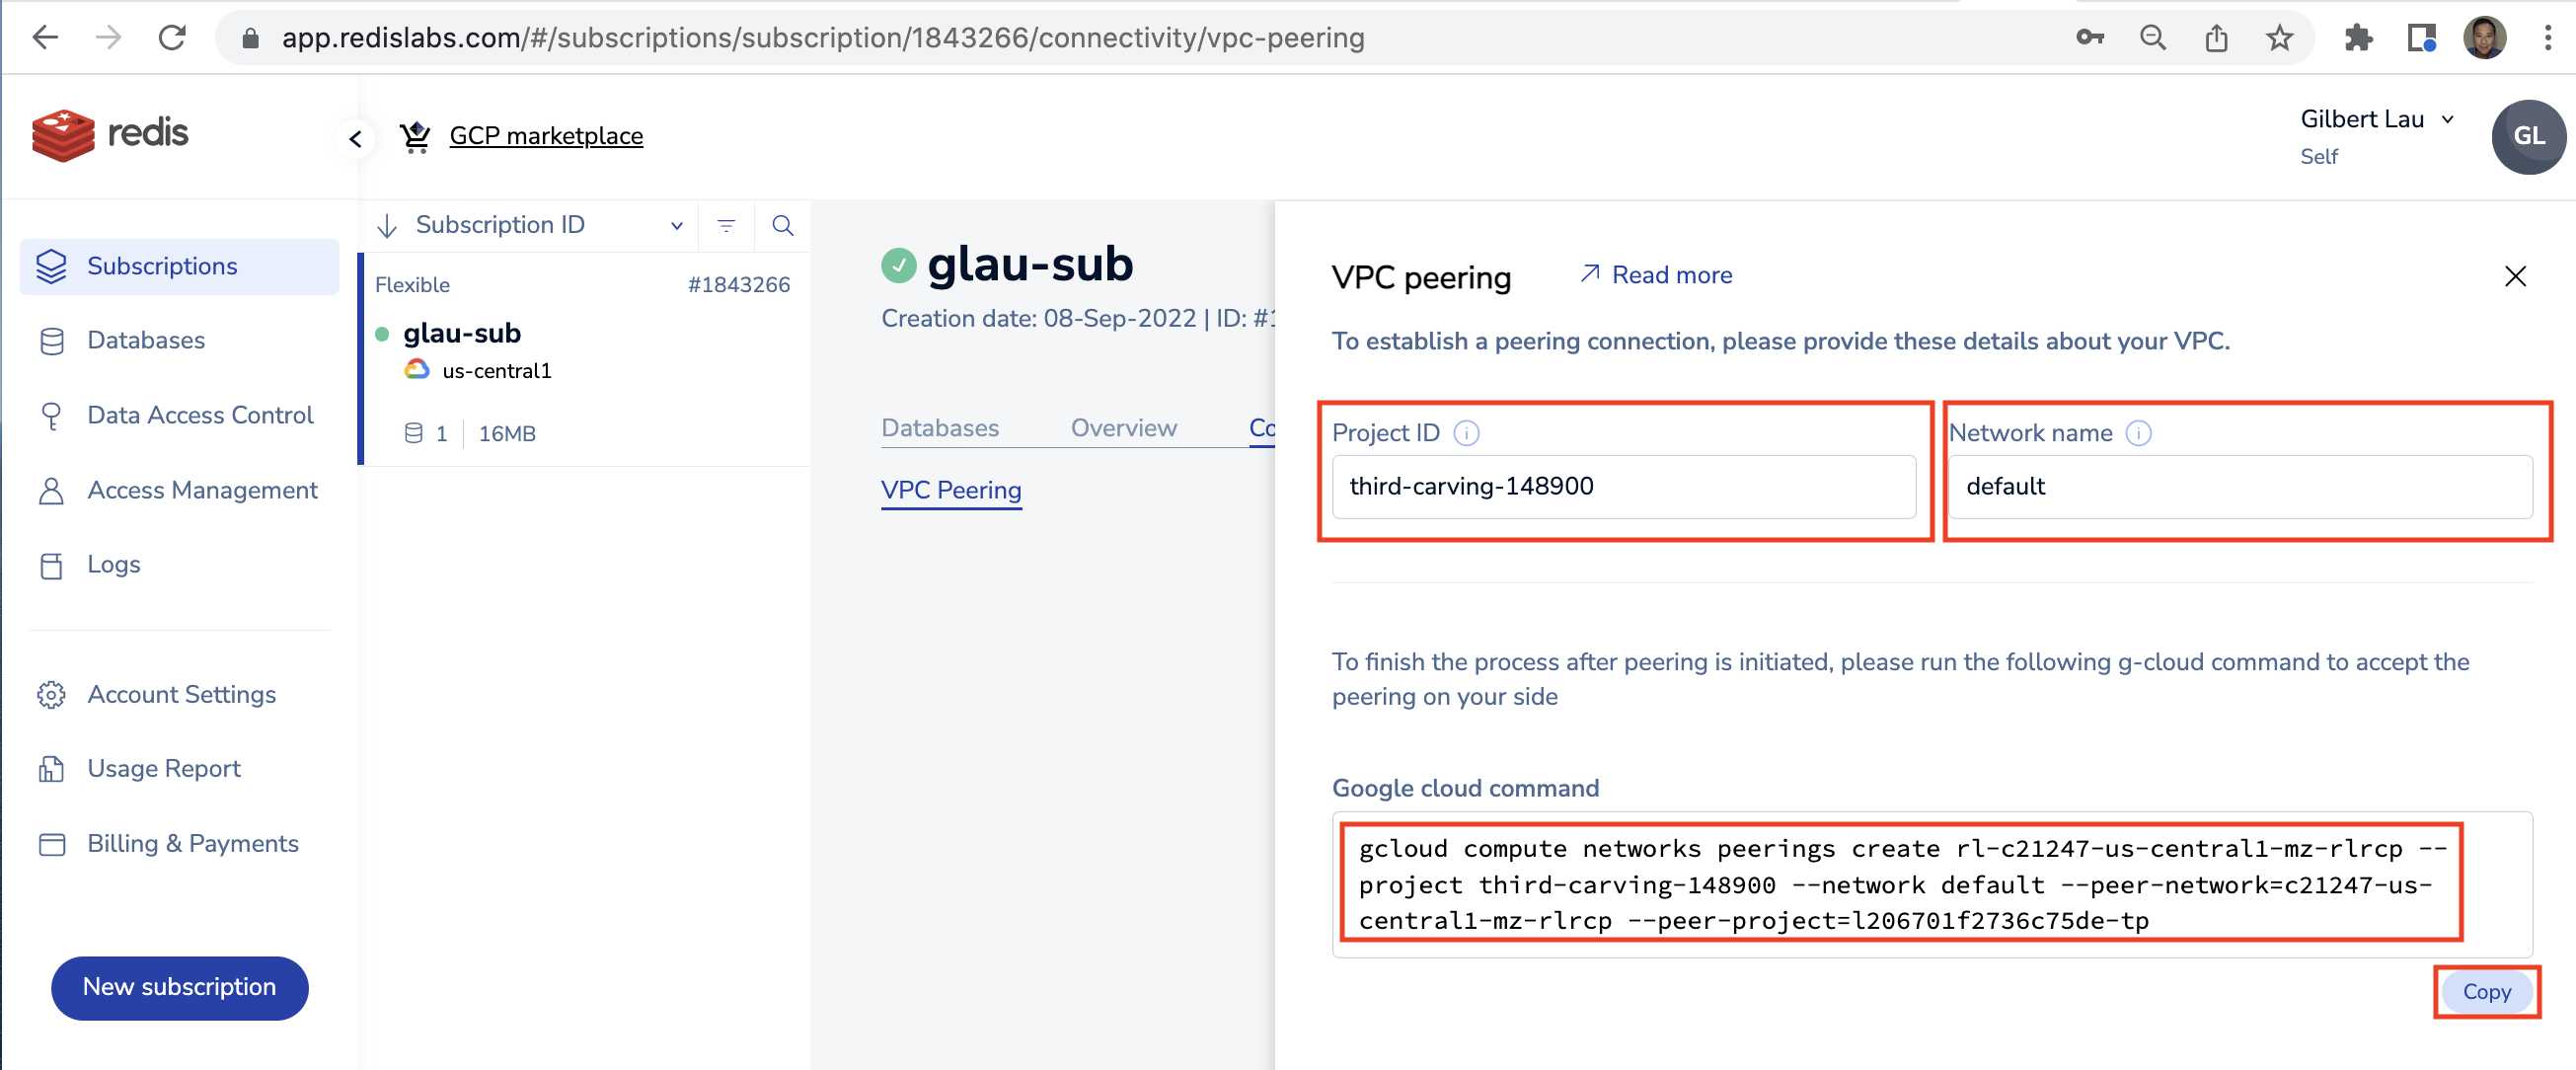 app.redislabs.com/#/subscriptions/subscription/1843266/connectivity/vpc-peering
redis
GCP marketplace
Gilbert Lau
Self
GL
Subscriptions
Databases
Data Access Control
Access Management
Logs
Account Settings
Usage Report
Billing & Payments
New subscription
Subscription ID
Flexible #1843266
glau-sub
us-central1
1 16MB
glau-sub
Creation date: 08-Sep-2022 | ID: #1
Databases Overview Co
VPC Peering
VPC peering Read more
To establish a peering connection, please provide these details about your VPC.
Project ID Network name
third-carving-148900 default
To finish the process after peering is initiated, please run the following g-cloud command to accept the
peering on your side
Google cloud command
gcloud compute networks peerings create rl-c21247-us-central1-mz-rlrcp --
project third-carving-148900 --network default --peer-network=c21247-us-
central1-mz-rlrcp --peer-project=l206701f2736c75de-tp
Copy